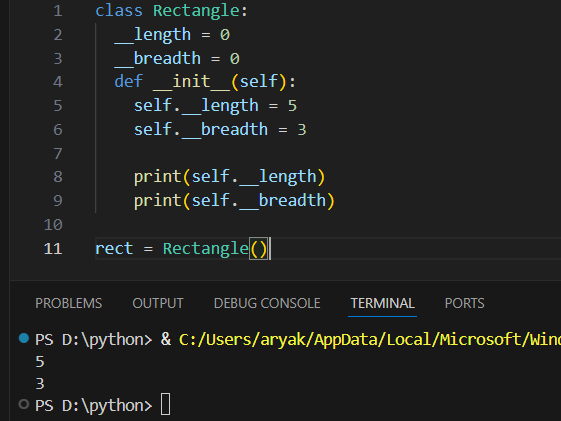 1 class Rectangle:
2   __length = 0
3   __breadth = 0
4   def __init__(self):
5     self.__length = 5
6     self.__breadth = 3
7
8     print(self.__length)
9     print(self.__breadth)
10
11 rect = Rectangle()
PROBLEMS OUTPUT DEBUG CONSOLE TERMINAL PORTS
PS D:\python> & C:/Users/aryak/AppData/Local/Microsoft/Wind
5
3
PS D:\python>